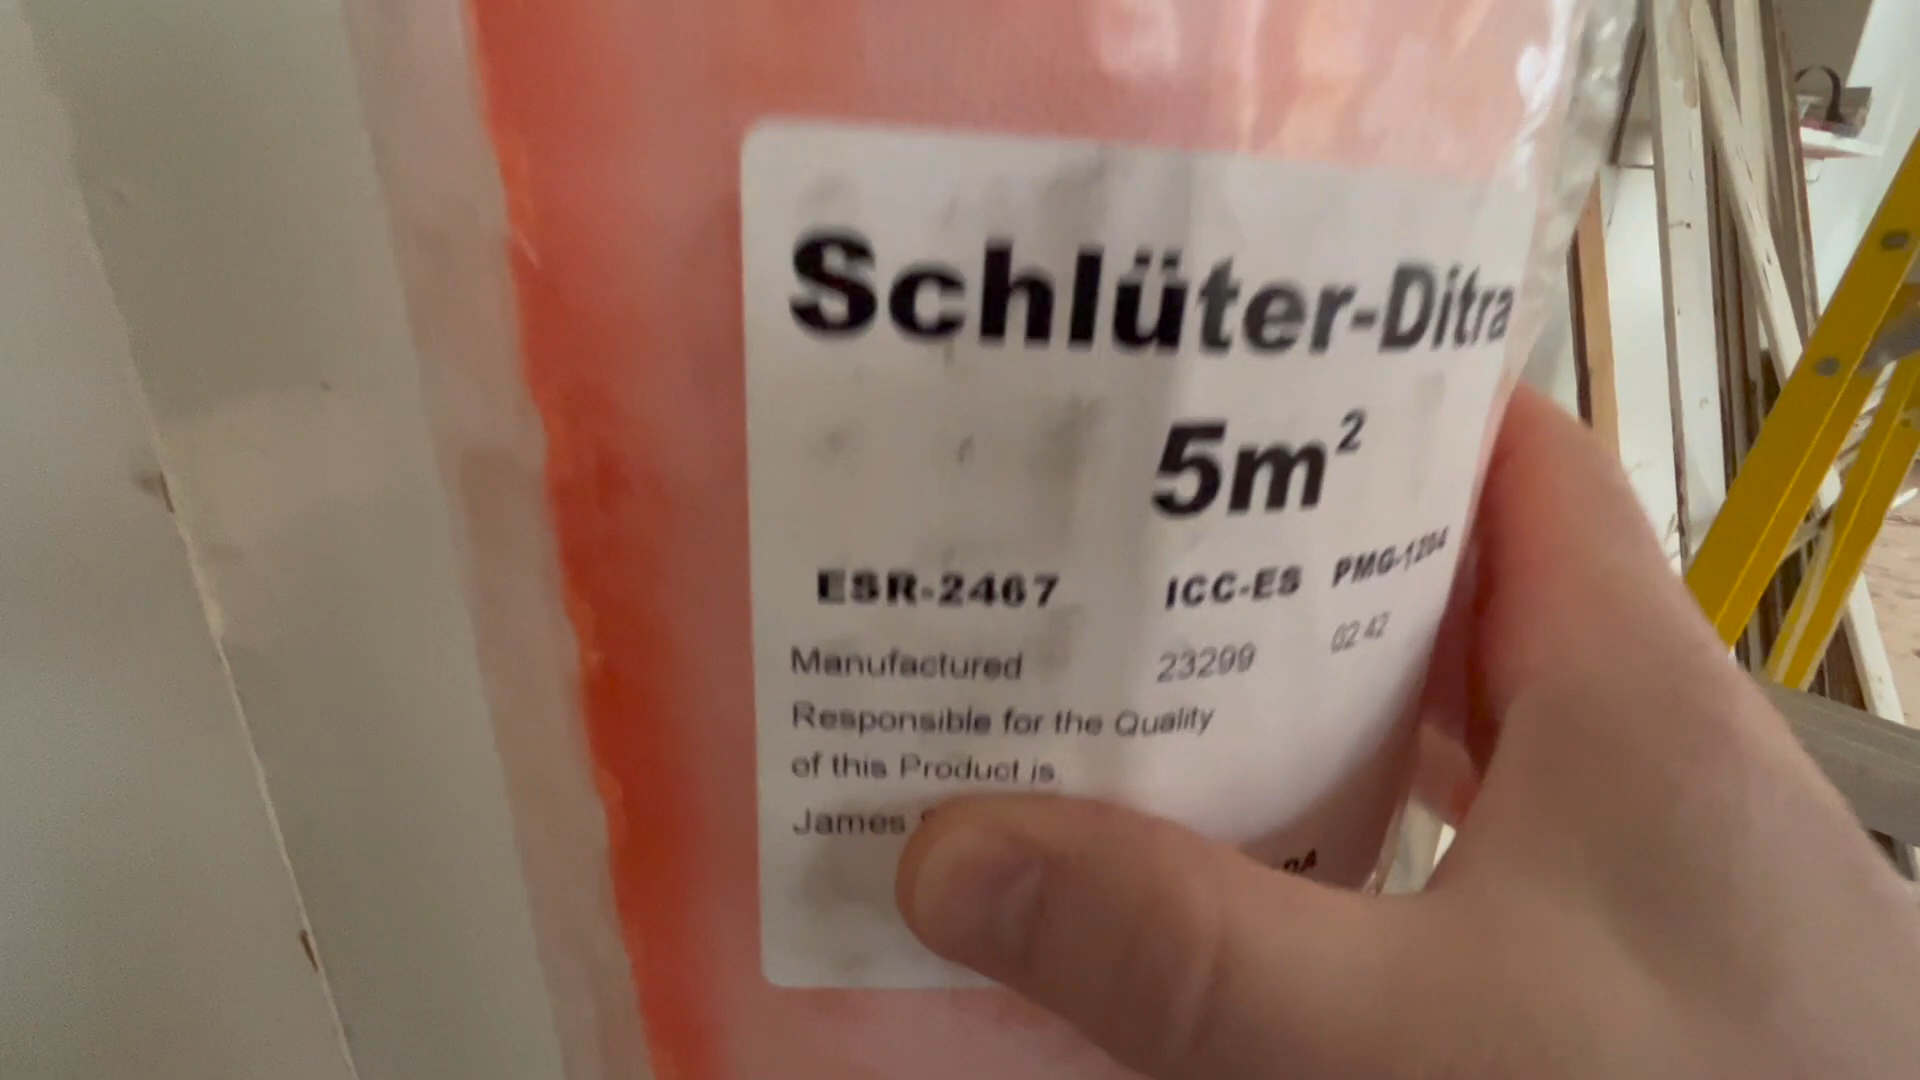 Schlüter-Ditra
5m²
ESR-2467 ICC-ES PMG-1204
Manufactured 23299 02:42
Responsible for the Quality
of this Product is
James